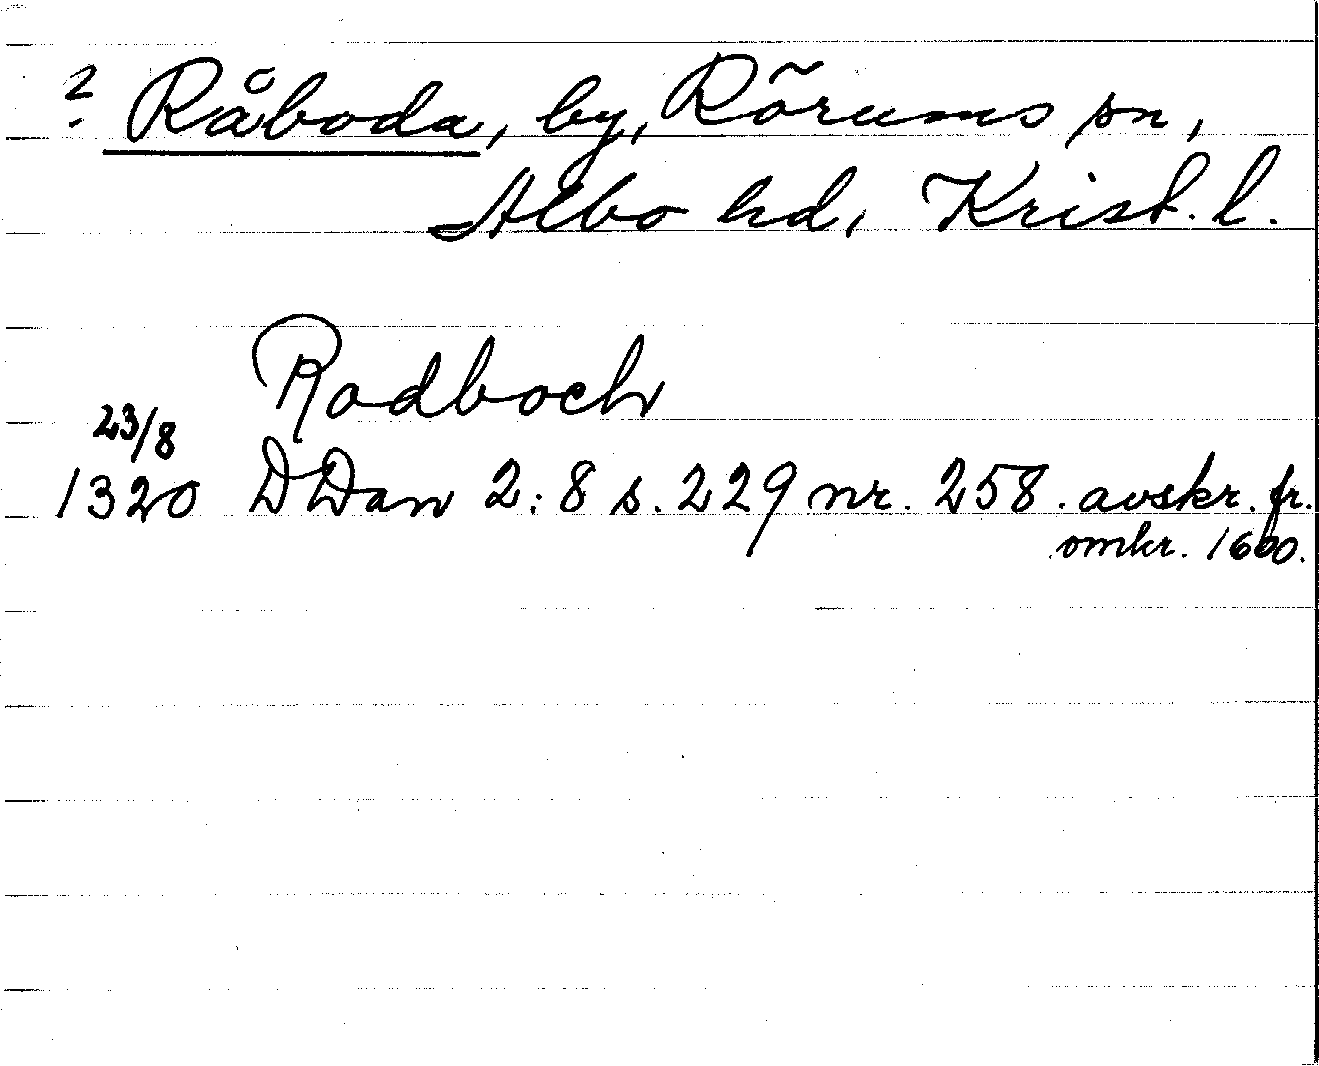 ? Råboda, by, Rörums sn,
Albo hd, Krist. l.
Radboch
23/8
1320 DDan 2:8 s. 229 nr. 258. avskr. fr.
omkr. 1600.